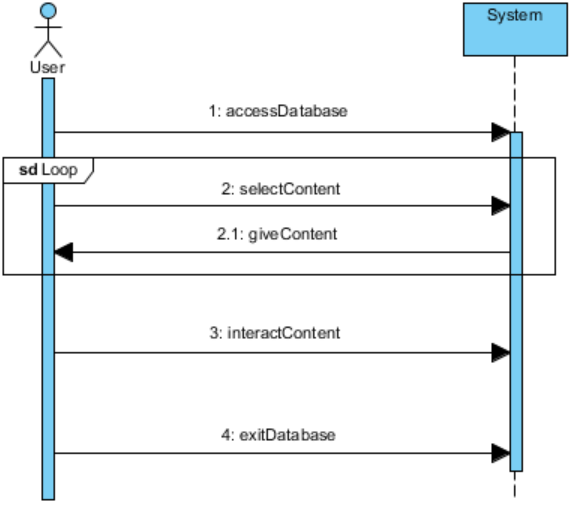 System
User
1: accessDatabase
sd Loop
2: selectContent
2.1: giveContent
3: interactContent
4: exitDatabase